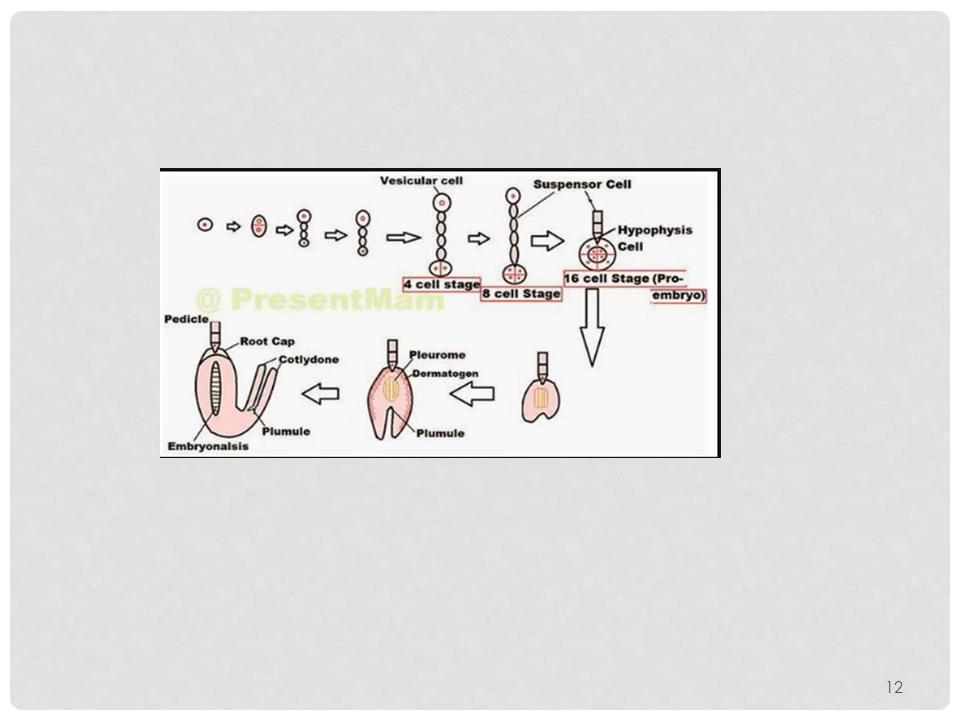 Vesicular cell
Suspensor Cell
Hypophysis
Cell
4 cell stage
8 cell Stage
16 cell Stage (Pro-
embryo)
@ PresentMam
Pedicle
Root Cap
Cotlydone
Plumule
Embryonalsis
Pleurome
Dermatogen
Plumule
12